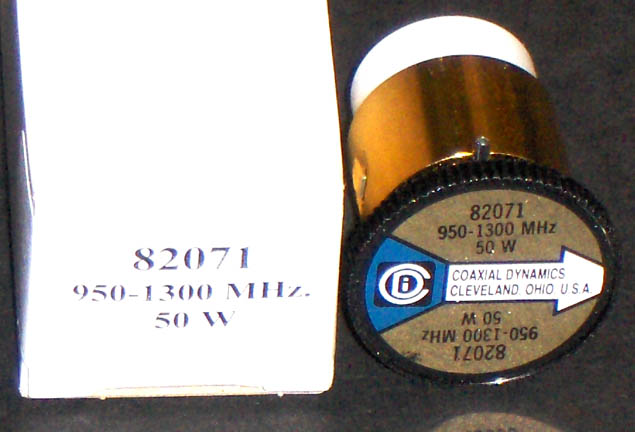 82071
950-1300 MHz.
50 W
82071
950-1300 MHz
50 W
CDi
COAXIAL DYNAMICS
CLEVELAND, OHIO, U.S.A.
50 W
950-1300 MHz
82071